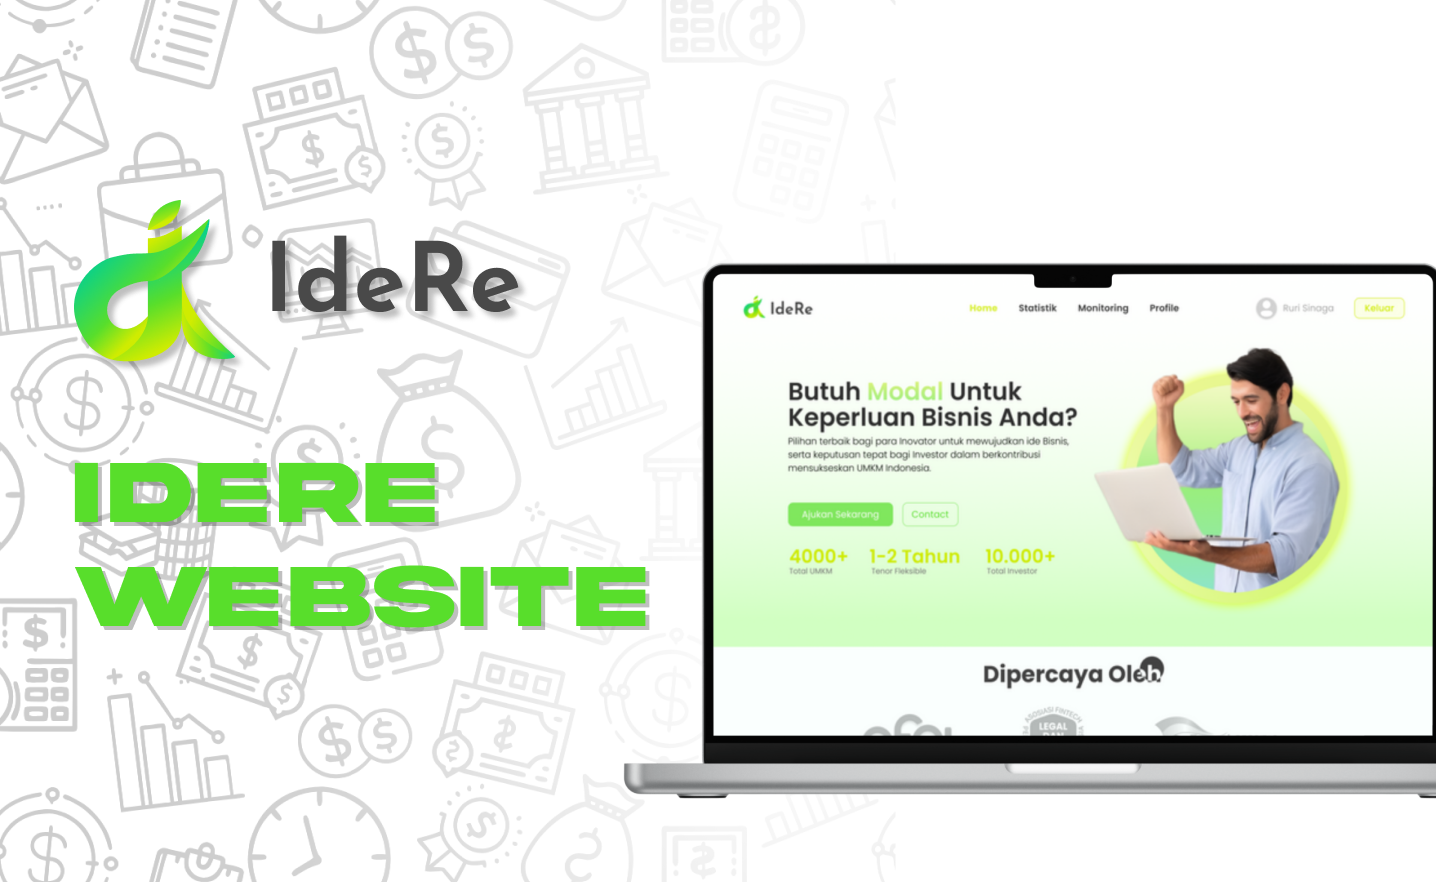 IdeRe
IDERE
WEBSITE
IdeRe
Home Statistik Monitoring Profile
Ruri Sinaga
Keluar
Butuh Modal Untuk
Keperluan Bisnis Anda?
Pilihan terbaik bagi para Inovator untuk mewujudkan ide Bisnis,
serta keputusan tepat bagi Investor dalam berkontribusi
mensukseskan UMKM Indonesia.
Ajukan Sekarang
Contact
4000+ 1-2 Tahun 10.000+
Total UMKM Tenor Fleksible Total Investor
Dipercaya Oleh
ASOSIASI FINTECH
LEGAL